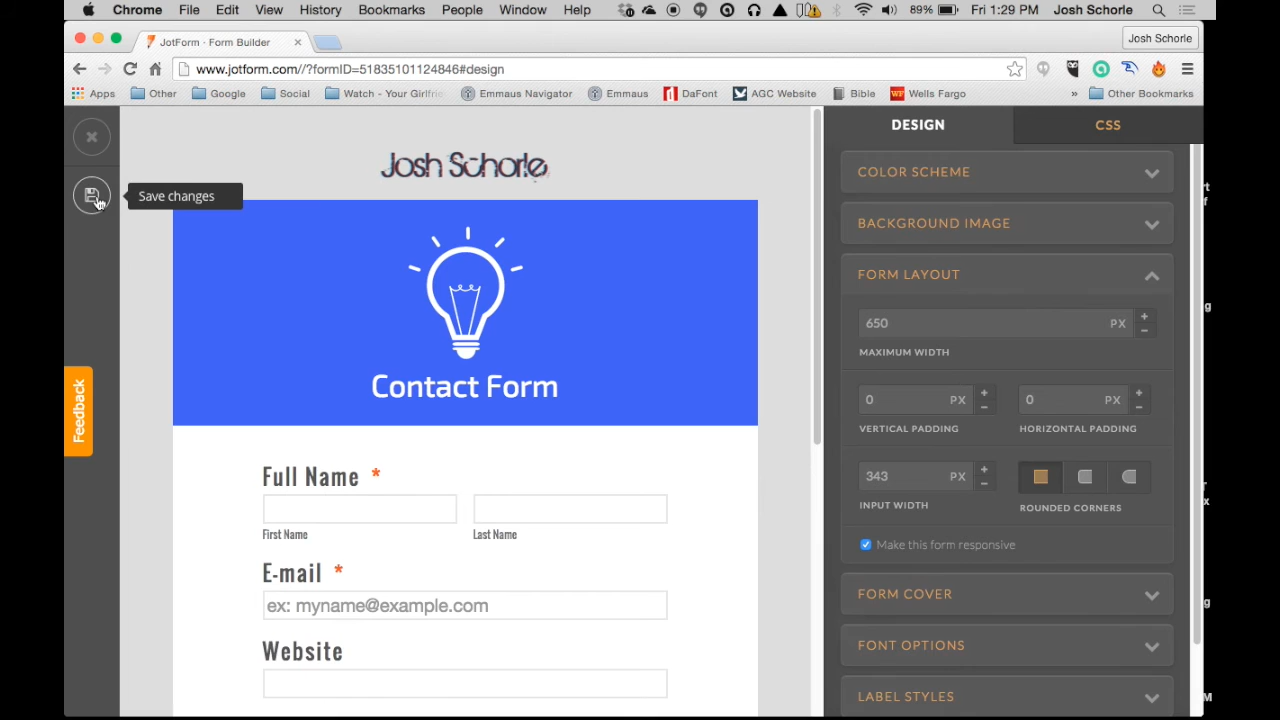 Chrome File Edit View History Bookmarks People Window Help 89% Fri 1:29 PM Josh Schorle
JotForm · Form Builder Josh Schorle
www.jotform.com//?formID=51835101124846#design
Apps Other Google Social Watch - Your Girlfrie Emmaus Navigator Emmaus DaFont AGC Website Bible WF Wells Fargo » Other Bookmarks
DESIGN CSS
Josh Schorle
COLOR SCHEME
Save changes
BACKGROUND IMAGE
FORM LAYOUT
650 PX
MAXIMUM WIDTH
Contact Form
0 PX 0 PX
VERTICAL PADDING HORIZONTAL PADDING
Feedback
Full Name *
343 PX
INPUT WIDTH ROUNDED CORNERS
First Name Last Name
Make this form responsive
E-mail *
ex: myname@example.com
FORM COVER
Website
FONT OPTIONS
LABEL STYLES